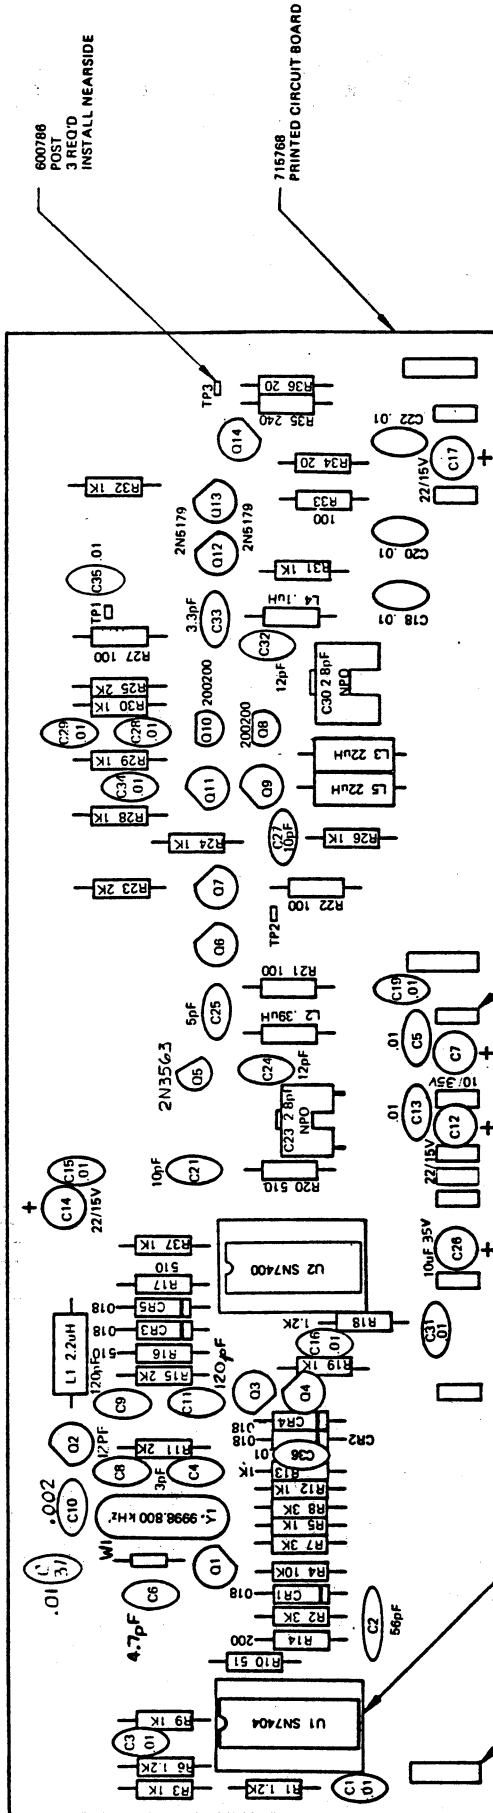 600786
POST
3 REQ'D
INSTALL NEARSIDE
715768
PRINTED CIRCUIT BOARD
TP3
R36 20
R35 240
Q14
C22 .01
C17
22/15V
+
R34 20
R33
100
R32 1K
Q13
2N5179
Q12
2N5179
C20 .01
R31 1K
C35 .01
TP1
C33
3.3pF
L4 .1uH
C18 .01
R27 100
C32
12pF
C30 2 8pF
NPO
R25 2K
R30 1K
C29
.01
C28
.01
Q10
200200
Q8
200200
R29 1K
L3 22uH
C34
.01
Q11
Q9
L5 22uH
R28 1K
R24 1K
C27
10pF
R26 1K
R23 2K
Q7
R22 100
TP2
Q6
R21 100
C19
.01
C25
5pF
L2 .39uH
C5
.01
C7
+
10/35V
2N3563
Q5
C24
12pF
C23 2 8pF
NPO
C13
.01
C12
+
22/15V
C15
.01
C14
+
22/15V
C21
10pF
R20 510
R37 1K
U2 SN7400
C26
+
10uF 35V
510
R17
018
CR5
018
CR3
R18
1.2K
C31
.01
L1 2.2uH
510
R16
C16
.01
R15 2K
R19 1K
120pF
C9
C11
120pF
Q3
Q4
018
CR4
018
CR2
Q2
12PF
R11 2K
C36
.01
C8
C4
3pF
R13
1K
R12 1K
.002
C10
9998.800 kHz
Y1
R8 3K
R5 1K
R7 3K
W1
Q1
R4 10K
.01
C
37
C6
4.7pF
018
CR1
R2 3K
C2
56pF
200
R14
R10 51
R9 1K
U1 SN7404
C3
.01
R6 1.2K
R3 1K
R1 1.2K
C1
.01